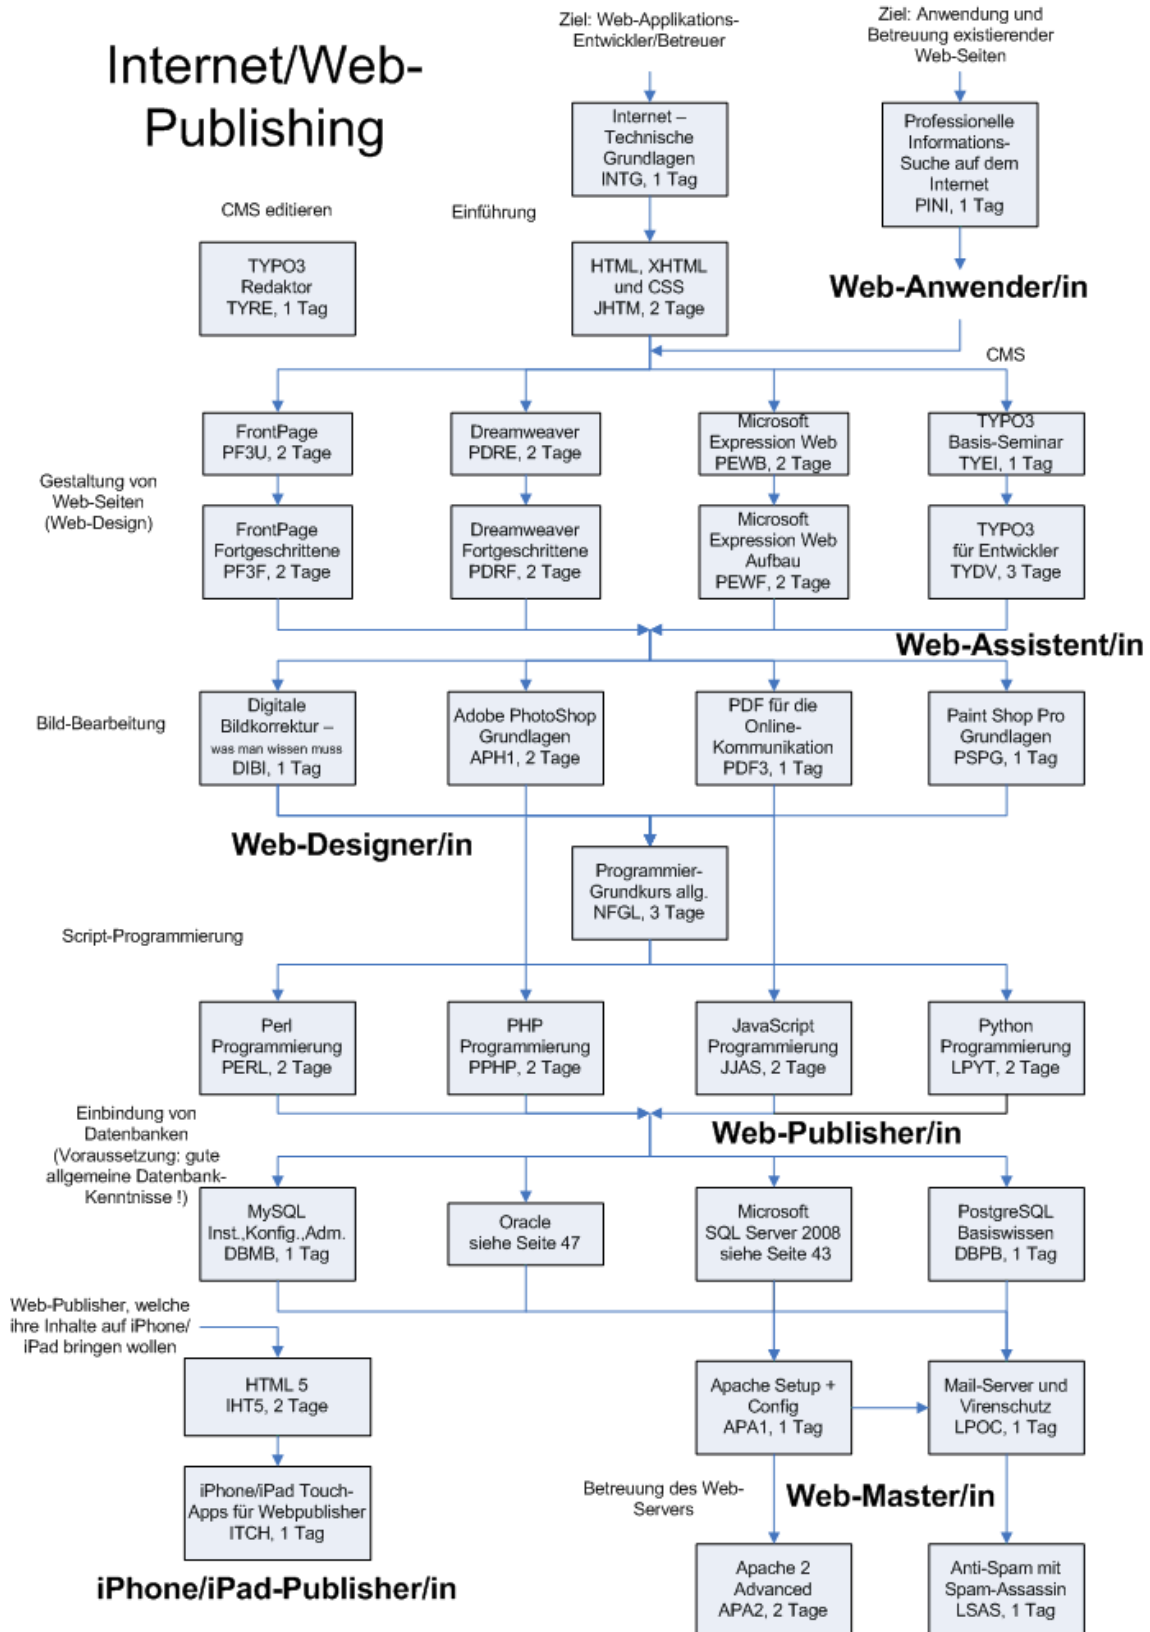 Internet/Web-
Publishing
Ziel: Web-Applikations-
Entwickler/Betreuer
Ziel: Anwendung und
Betreuung existierender
Web-Seiten
Internet –
Technische
Grundlagen
INTG, 1 Tag
Professionelle
Informations-
Suche auf dem
Internet
PINI, 1 Tag
CMS editieren
Einführung
TYPO3
Redaktor
TYRE, 1 Tag
HTML, XHTML
und CSS
JHTM, 2 Tage
Web-Anwender/in
CMS
FrontPage
PF3U, 2 Tage
Dreamweaver
PDRE, 2 Tage
Microsoft
Expression Web
PEWB, 2 Tage
TYPO3
Basis-Seminar
TYEI, 1 Tag
Gestaltung von
Web-Seiten
(Web-Design)
FrontPage
Fortgeschrittene
PF3F, 2 Tage
Dreamweaver
Fortgeschrittene
PDRF, 2 Tage
Microsoft
Expression Web
Aufbau
PEWF, 2 Tage
TYPO3
für Entwickler
TYDV, 3 Tage
Web-Assistent/in
Bild-Bearbeitung
Digitale
Bildkorrektur –
was man wissen muss
DIBI, 1 Tag
Adobe PhotoShop
Grundlagen
APH1, 2 Tage
PDF für die
Online-
Kommunikation
PDF3, 1 Tag
Paint Shop Pro
Grundlagen
PSPG, 1 Tag
Web-Designer/in
Programmier-
Grundkurs allg.
NFGL, 3 Tage
Script-Programmierung
Perl
Programmierung
PERL, 2 Tage
PHP
Programmierung
PPHP, 2 Tage
JavaScript
Programmierung
JJAS, 2 Tage
Python
Programmierung
LPYT, 2 Tage
Einbindung von
Datenbanken
(Voraussetzung: gute
allgemeine Datenbank-
Kenntnisse !)
Web-Publisher/in
MySQL
Inst.,Konfig.,Adm.
DBMB, 1 Tag
Oracle
siehe Seite 47
Microsoft
SQL Server 2008
siehe Seite 43
PostgreSQL
Basiswissen
DBPB, 1 Tag
Web-Publisher, welche
ihre Inhalte auf iPhone/
iPad bringen wollen
HTML 5
IHT5, 2 Tage
Apache Setup +
Config
APA1, 1 Tag
Mail-Server und
Virenschutz
LPOC, 1 Tag
iPhone/iPad Touch-
Apps für Webpublisher
ITCH, 1 Tag
Betreuung des Web-
Servers
Web-Master/in
iPhone/iPad-Publisher/in
Apache 2
Advanced
APA2, 2 Tage
Anti-Spam mit
Spam-Assassin
LSAS, 1 Tag